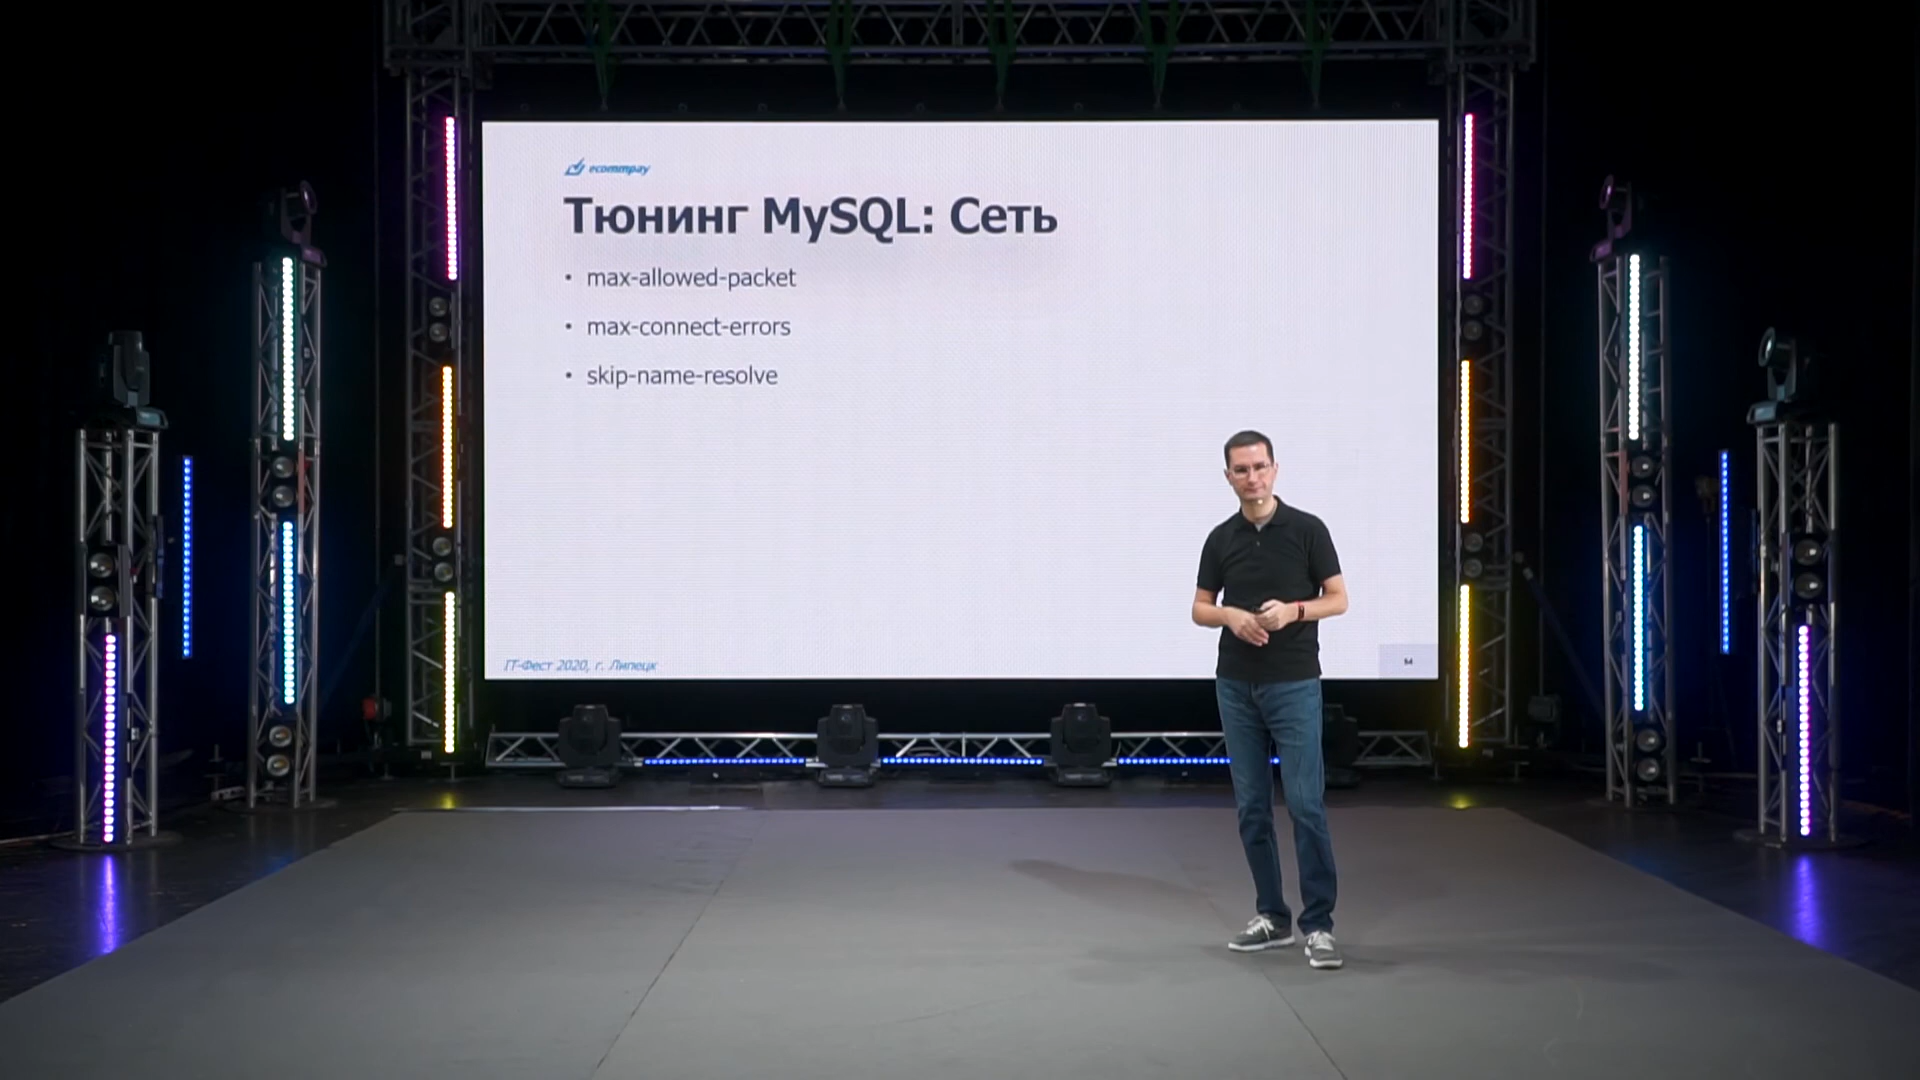 ecommpay
Тюнинг MySQL: Сеть
• max-allowed-packet
• max-connect-errors
• skip-name-resolve
IT-Фест 2020, г. Липецк